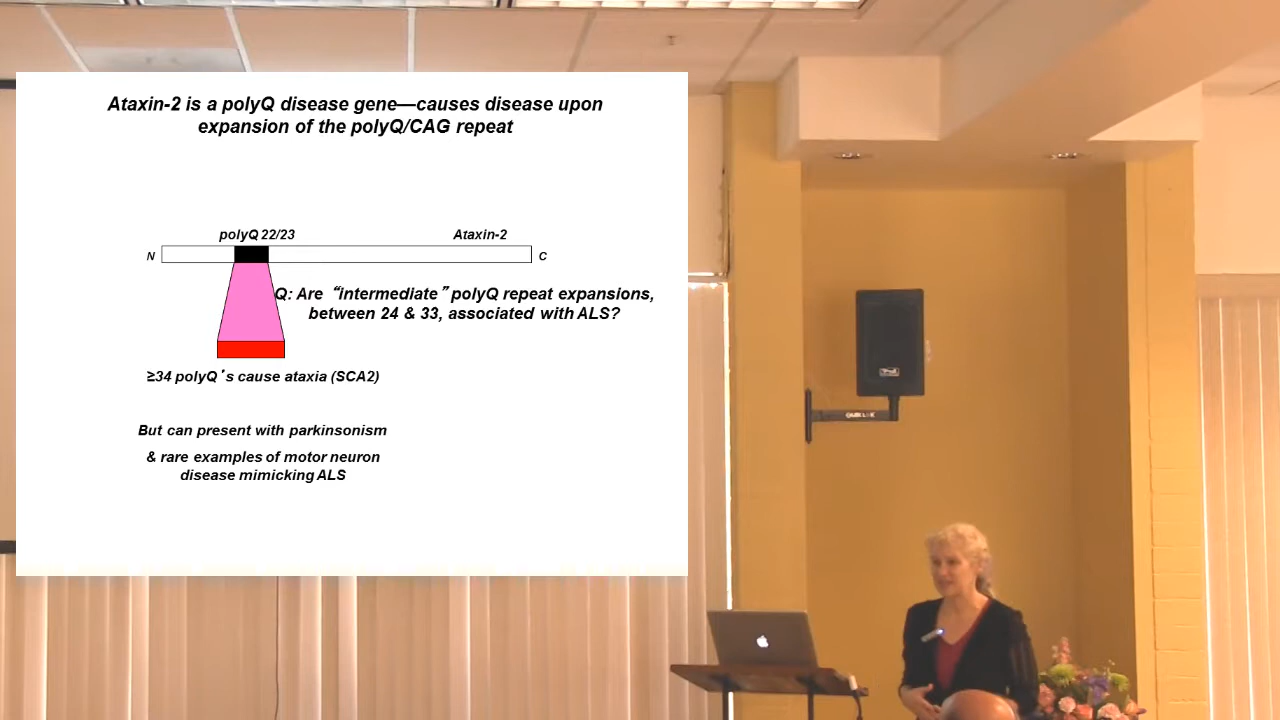 Ataxin-2 is a polyQ disease gene—causes disease upon
expansion of the polyQ/CAG repeat
polyQ 22/23
Ataxin-2
N
C
Q: Are “intermediate” polyQ repeat expansions,
between 24 & 33, associated with ALS?
≥34 polyQ’s cause ataxia (SCA2)
But can present with parkinsonism
& rare examples of motor neuron
disease mimicking ALS